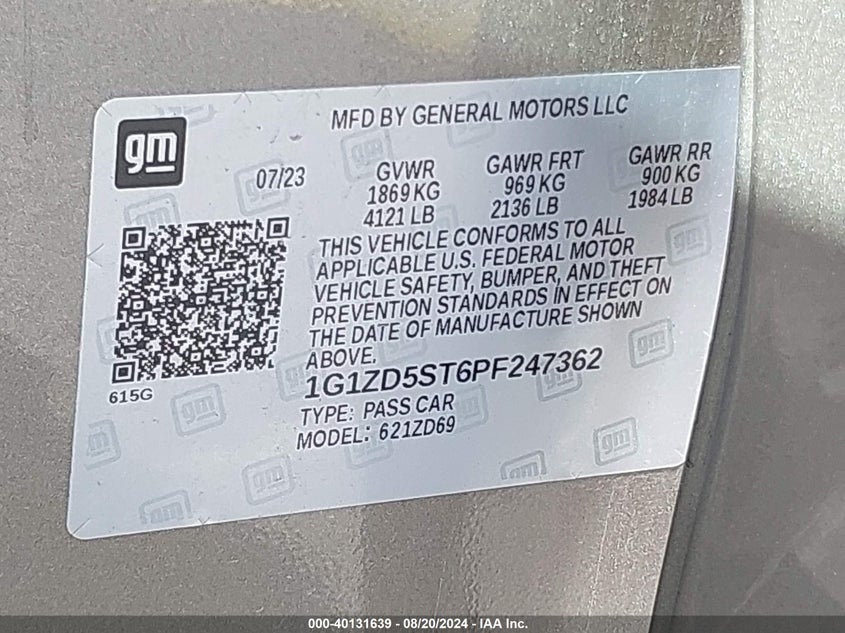 MFD BY GENERAL MOTORS LLC
gm
07/23
GVWR
1869 KG
4121 LB
GAWR FRT
969 KG
2136 LB
GAWR RR
900 KG
1984 LB
THIS VEHICLE CONFORMS TO ALL
APPLICABLE U.S. FEDERAL MOTOR
VEHICLE SAFETY, BUMPER, AND THEFT
PREVENTION STANDARDS IN EFFECT ON
THE DATE OF MANUFACTURE SHOWN
ABOVE.
615G
1G1ZD5ST6PF247362
TYPE: PASS CAR
MODEL: 621ZD69
000-40131639 - 08/20/2024 - IAA Inc.